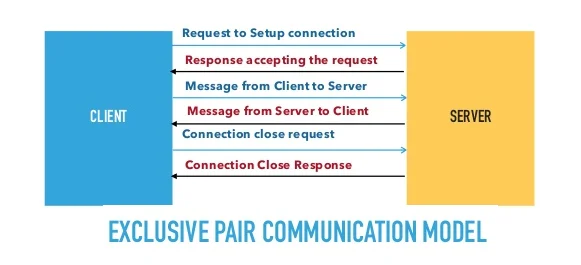 Request to Setup connection
Response accepting the request
Message from Client to Server
CLIENT
Message from Server to Client
SERVER
Connection close request
Connection Close Response
EXCLUSIVE PAIR COMMUNICATION MODEL